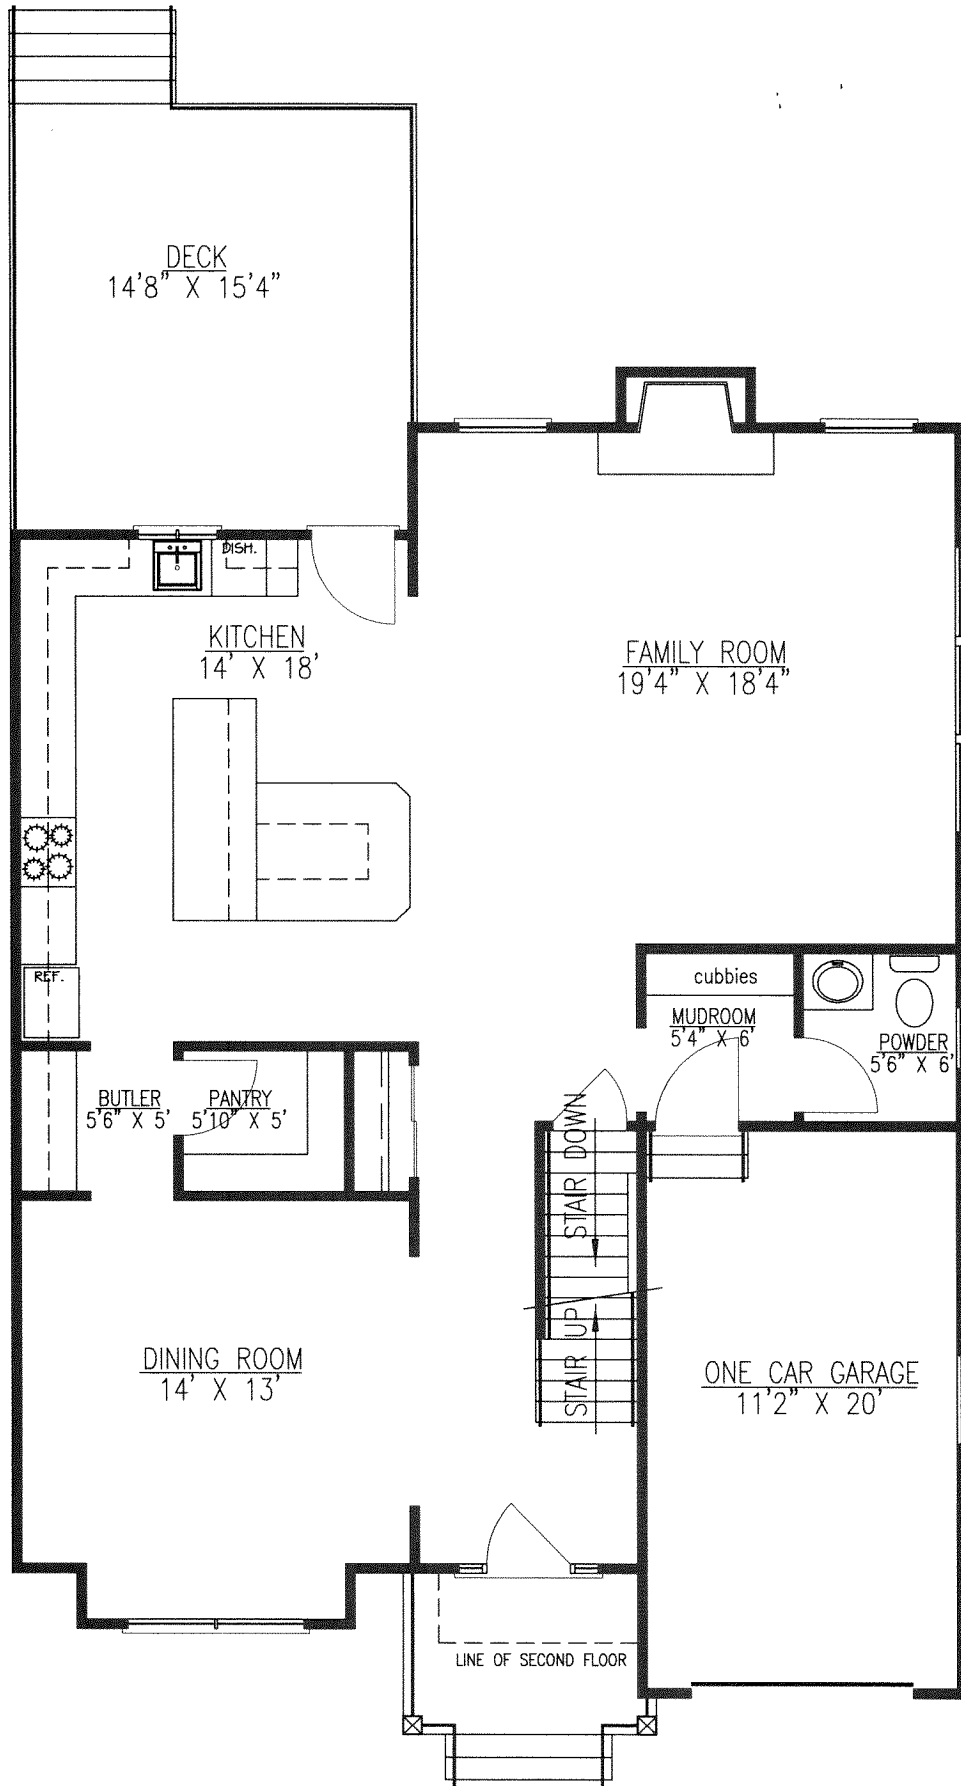 DECK
14'8" X 15'4"
DISH.
KITCHEN
14' X 18'
FAMILY ROOM
19'4" X 18'4"
REF.
cubbies
MUDROOM
5'4" X 6'
POWDER
5'6" X 6'
BUTLER
5'6" X 5'
PANTRY
5'10" X 5'
STAIR DOWN
STAIR UP
DINING ROOM
14' X 13'
ONE CAR GARAGE
11'2" X 20'
LINE OF SECOND FLOOR